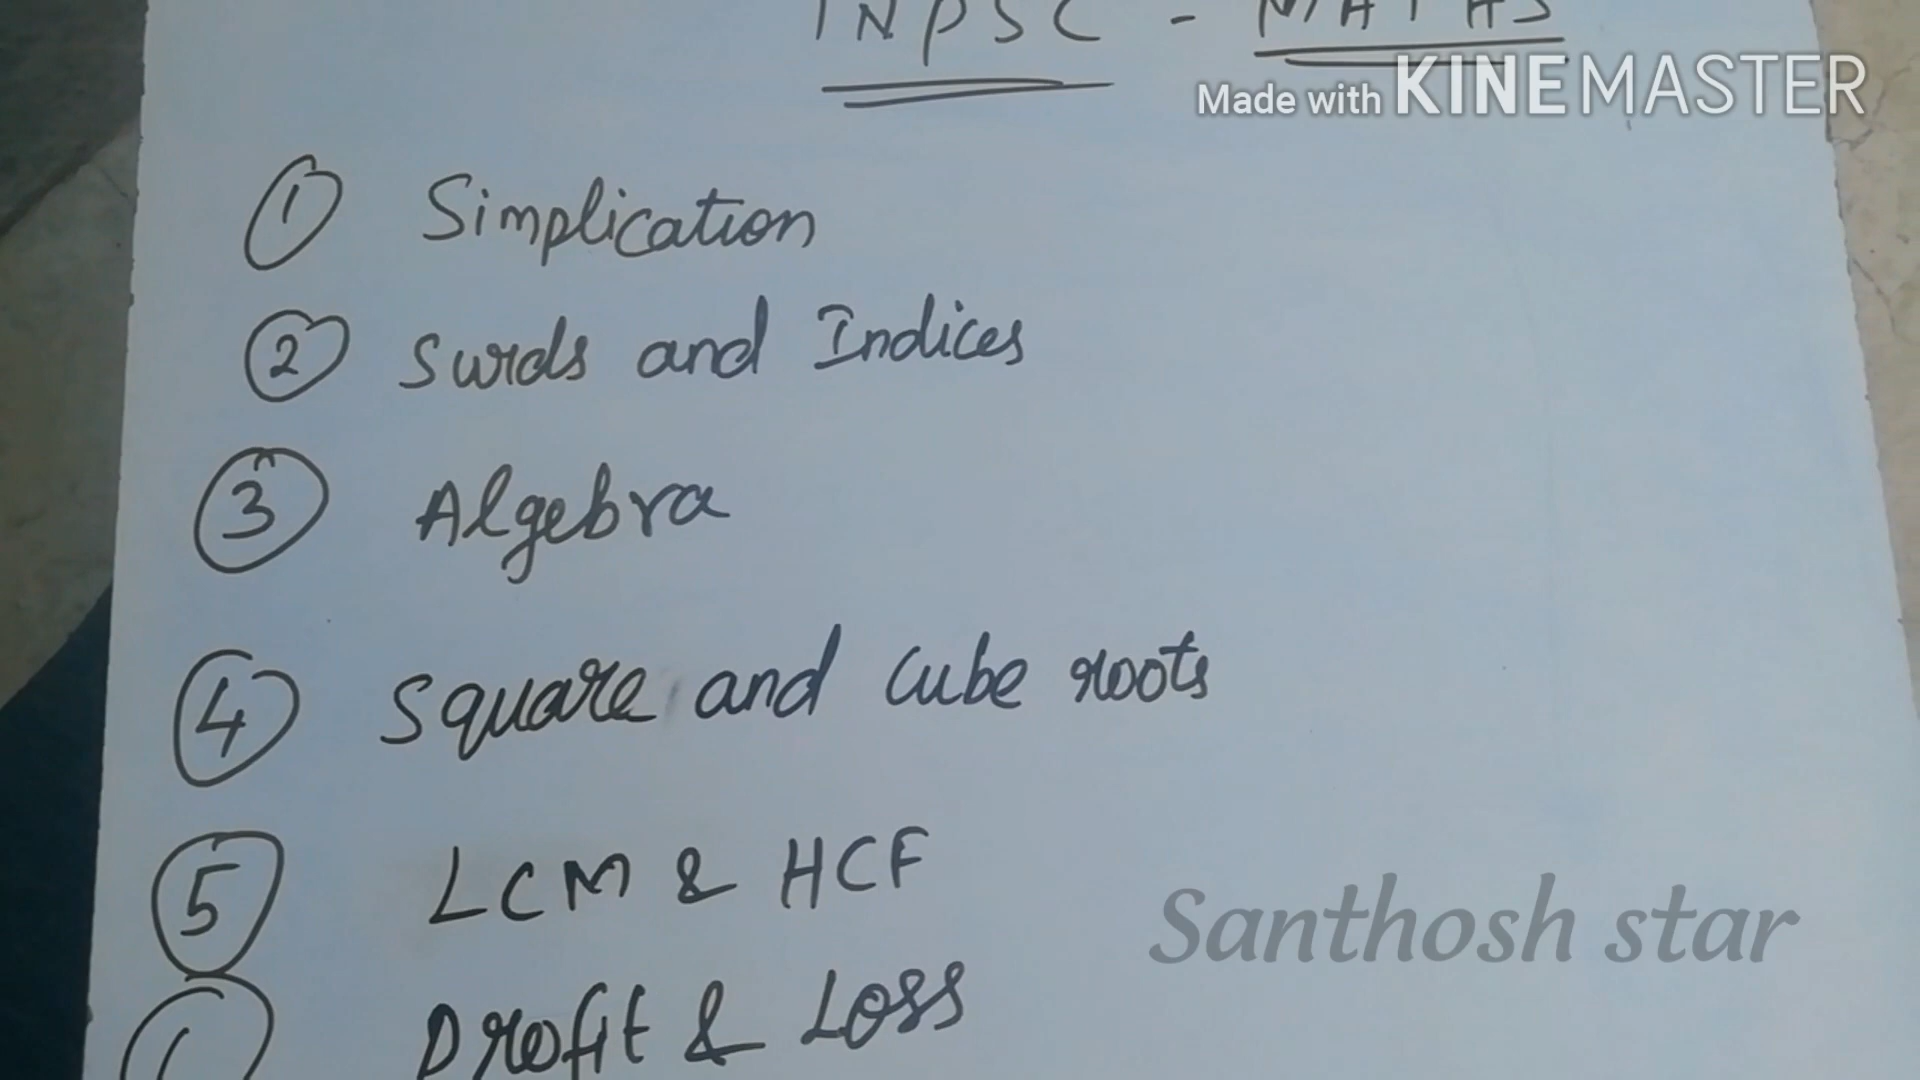 TNPSC - MATHS
Made with KINEMASTER
1 Simplication
2 Surds and Indices
3 Algebra
4 Square and Cube roots
5 LCM & HCF
Santhosh star
Profit & Loss